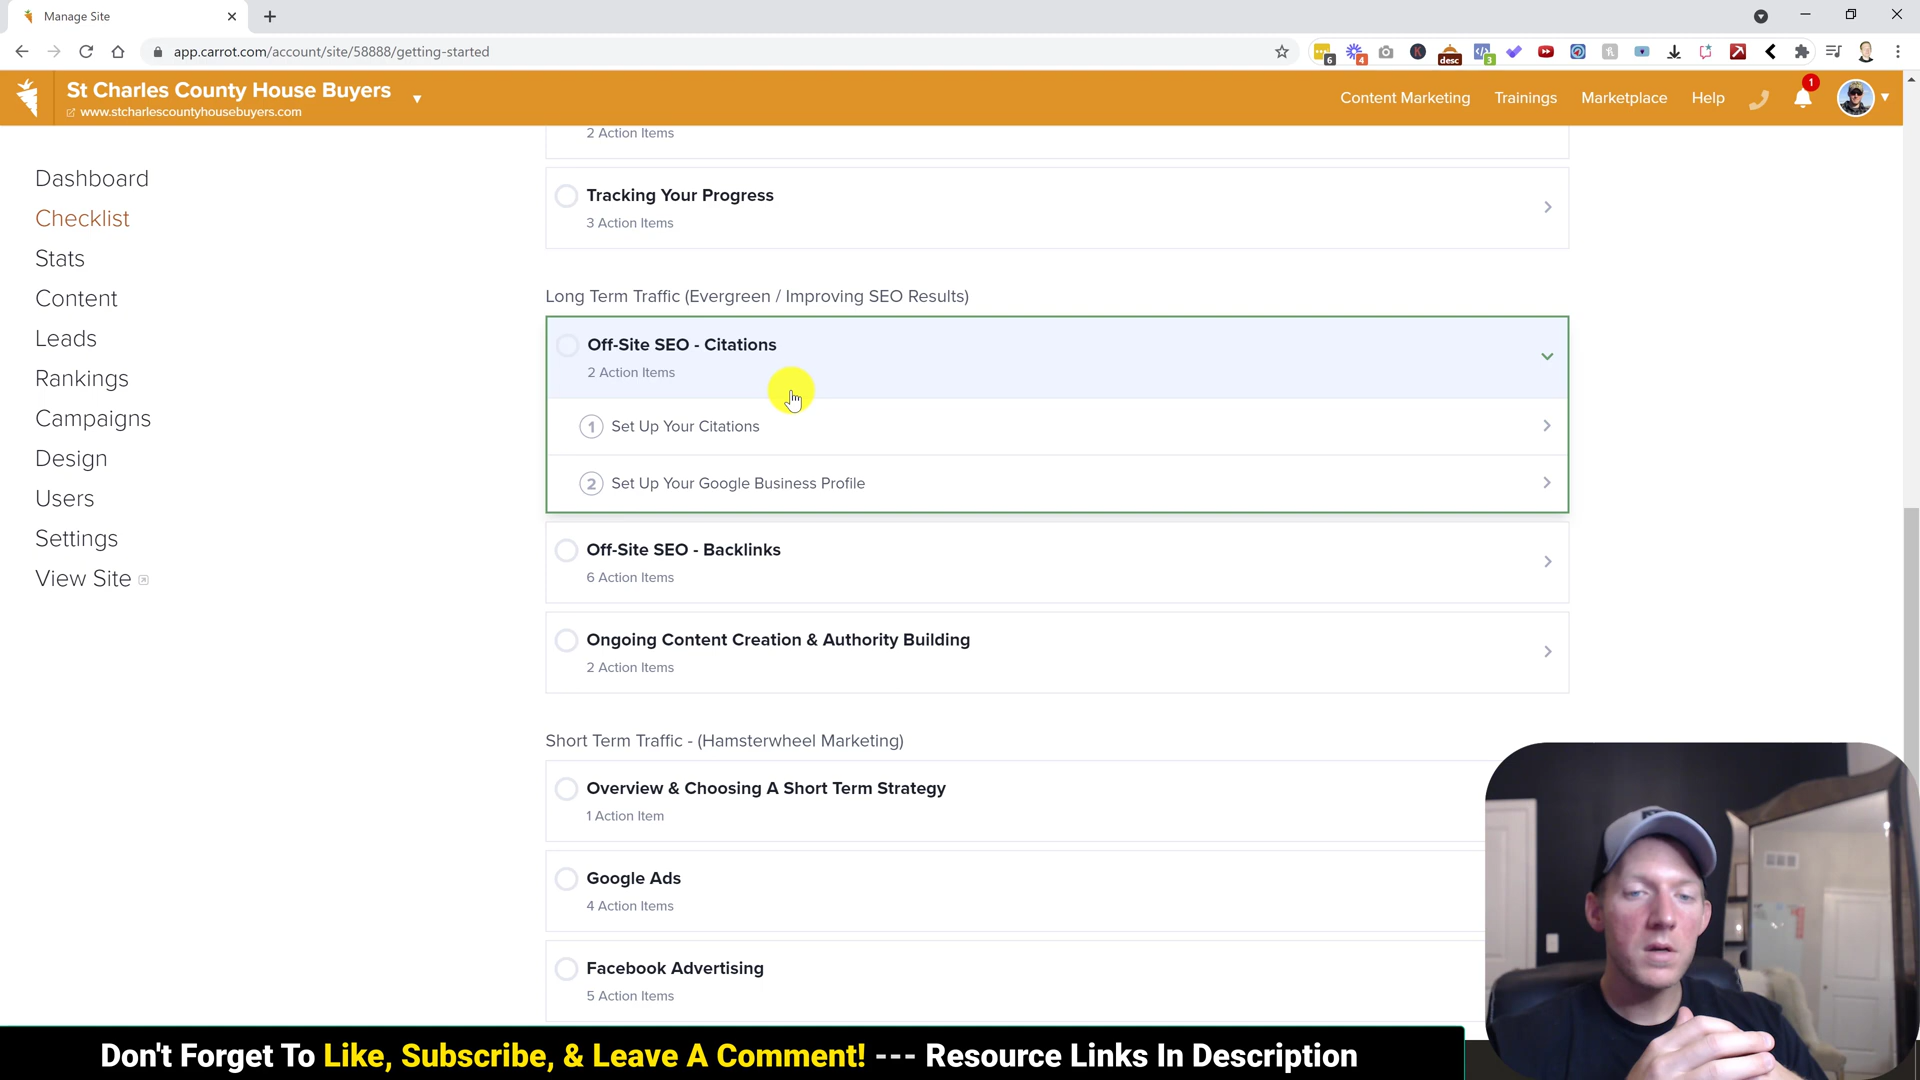 Manage Site
app.carrot.com/account/site/58888/getting-started
6
4
desc
3
St Charles County House Buyers
www.stcharlescountyhousebuyers.com
Content Marketing
Trainings
Marketplace
Help
1
Dashboard
Checklist
Stats
Content
Leads
Rankings
Campaigns
Design
Users
Settings
View Site
2 Action Items
Tracking Your Progress
3 Action Items
Long Term Traffic (Evergreen / Improving SEO Results)
Off-Site SEO - Citations
2 Action Items
1 Set Up Your Citations
2 Set Up Your Google Business Profile
Off-Site SEO - Backlinks
6 Action Items
Ongoing Content Creation & Authority Building
2 Action Items
Short Term Traffic - (Hamsterwheel Marketing)
Overview & Choosing A Short Term Strategy
1 Action Item
Google Ads
4 Action Items
Facebook Advertising
5 Action Items
Don't Forget To Like, Subscribe, & Leave A Comment! --- Resource Links In Description